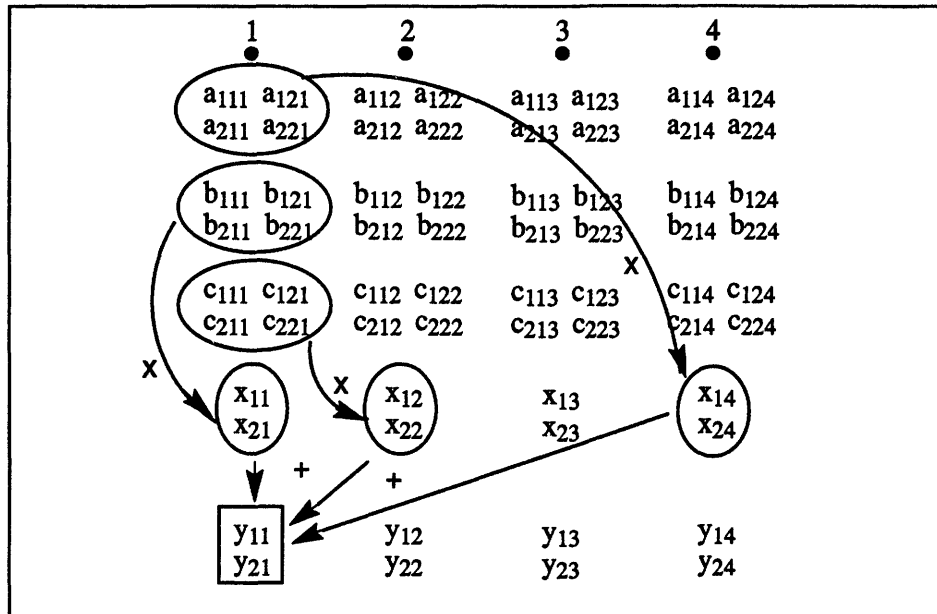 1 2 3 4
a111 a121 a112 a122 a113 a123 a114 a124
a211 a221 a212 a222 a213 a223 a214 a224
b111 b121 b112 b122 b113 b123 b114 b124
b211 b221 b212 b222 b213 b223 b214 b224
X
c111 c121 c112 c122 c113 c123 c114 c124
c211 c221 c212 c222 c213 c223 c214 c224
X X
x11 x12 x13 x14
x21 x22 x23 x24
+ +
y11 y12 y13 y14
y21 y22 y23 y24